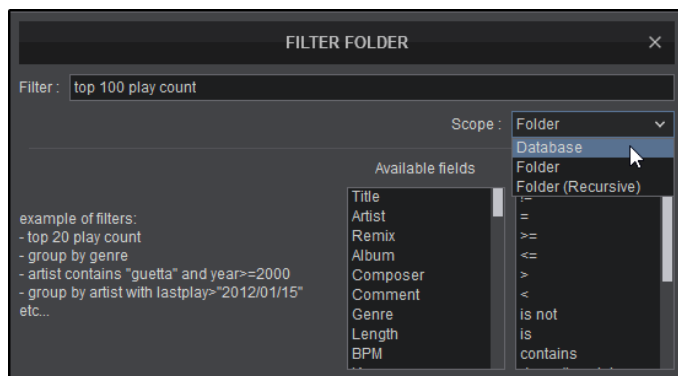 FILTER FOLDER
Filter : top 100 play count
Scope : Folder
Database
Folder
Folder (Recursive)
Available fields
Title
Artist
Remix
Album
Composer
Comment
Genre
Length
BPM
!=
=
>=
<=
>
<
is not
is
contains
example of filters:
- top 20 play count
- group by genre
- artist contains "guetta" and year>=2000
- group by artist with lastplay>"2012/01/15"
etc...